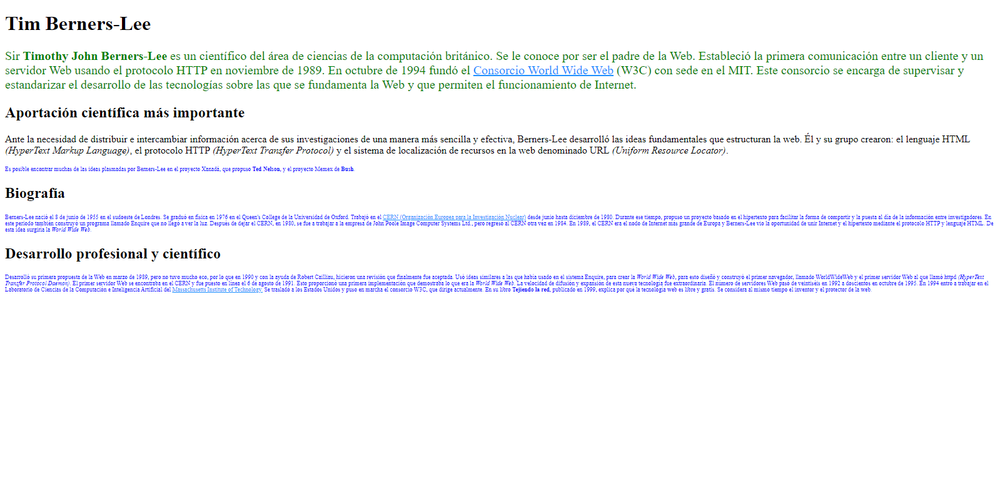 Tim Berners-Lee
Sir Timothy John Berners-Lee es un científico del área de ciencias de la computación británico. Se le conoce por ser el padre de la Web. Estableció la primera comunicación entre un cliente y un
servidor Web usando el protocolo HTTP en noviembre de 1989. En octubre de 1994 fundó el Consorcio World Wide Web (W3C) con sede en el MIT. Este consorcio se encarga de supervisar y
estandarizar el desarrollo de las tecnologías sobre las que se fundamenta la Web y que permiten el funcionamiento de Internet.
Aportación científica más importante
Ante la necesidad de distribuir e intercambiar información acerca de sus investigaciones de una manera más sencilla y efectiva, Berners-Lee desarrolló las ideas fundamentales que estructuran la web. Él y su grupo crearon: el lenguaje HTML
(HyperText Markup Language), el protocolo HTTP (HyperText Transfer Protocol) y el sistema de localización de recursos en la web denominado URL (Uniform Resource Locator).
Es posible encontrar muchas de las ideas plasmadas por Berners-Lee en el proyecto Xanadá, que propuso Ted Nelson, y el proyecto Memex de Bush.
Biografía
Berners-Lee nació el 8 de junio de 1955 en el sudoeste de Londres. Se graduó en física en 1976 en el Queen's College de la Universidad de Oxford. Trabajó en el CERN (Organización Europea para la Investigación Nuclear) desde junio hasta diciembre de 1980. Durante ese tiempo, propuso un proyecto basado en el hipertexto para facilitar la forma de compartir y la puesta al día de la información entre investigadores. En
este periodo también construyó un programa llamado Enquire que no llegó a ver la luz. Después de dejar el CERN, en 1980, se fue a trabajar a la empresa de John Poole Image Computer Systems Ltd., pero regresó al CERN otra vez en 1984. En 1989, el CERN era el nodo de Internet más grande de Europa y Berners-Lee vio la oportunidad de unir Internet y el hipertexto mediante el protocolo HTTP y lenguaje HTML. De
esta idea surgiría la World Wide Web.
Desarrollo profesional y científico
Desarrolló su primera propuesta de la Web en marzo de 1989, pero no tuvo mucho eco, por lo que en 1990 y con la ayuda de Robert Cailliau, hicieron una revisión que finalmente fue aceptada. Usó ideas similares a las que había usado en el sistema Enquire, para crear la World Wide Web, para esto diseñó y construyó el primer navegador, llamado WorldWideWeb y el primer servidor Web al que llamó httpd (HyperText
Transfer Protocol Daemon). El primer servidor Web se encontraba en el CERN y fue puesto en línea el 6 de agosto de 1991. Esto proporcionó una primera implementación que demostraba lo que era la World Wide Web. La velocidad de difusión y expansión de esta nueva tecnología fue extraordinaria. El número de servidores Web pasó de veintiséis en 1992 a doscientos en octubre de 1995. En 1994 entró a trabajar en el
Laboratorio de Ciencias de la Computación e Inteligencia Artificial del Massachusetts Institute of Technology. Se trasladó a los Estados Unidos y puso en marcha el consorcio W3C, que dirige actualmente. En su libro Tejiendo la red, publicado en 1999, explica por qué la tecnología web es libre y gratis. Se considera al mismo tiempo el inventor y el protector de la web.